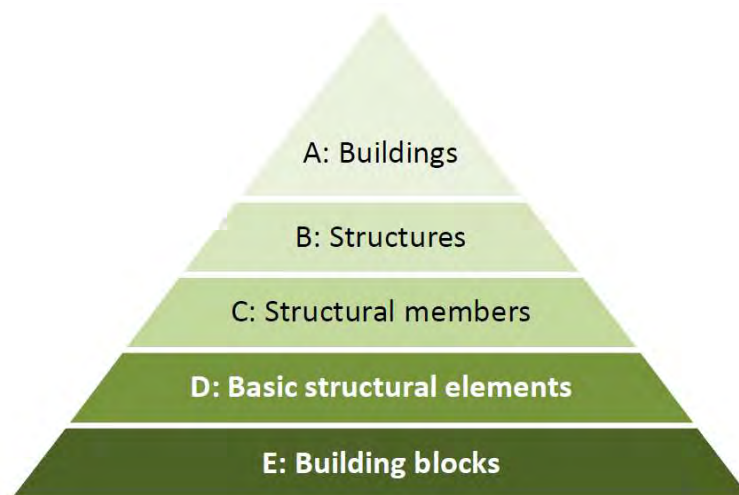 A: Buildings
B: Structures
C: Structural members
D: Basic structural elements
E: Building blocks